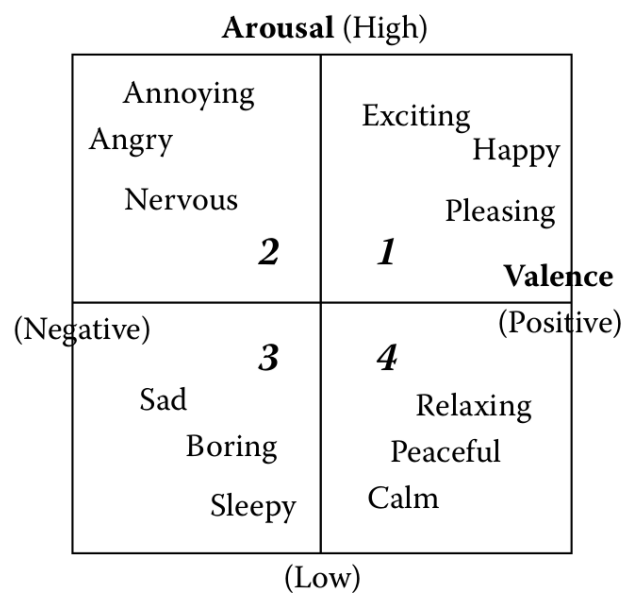 Arousal (High)
Annoying
Angry
Nervous
2
Exciting
Happy
Pleasing
1
Valence
(Positive)
(Negative)
3
Sad
Boring
Sleepy
4
Relaxing
Peaceful
Calm
(Low)